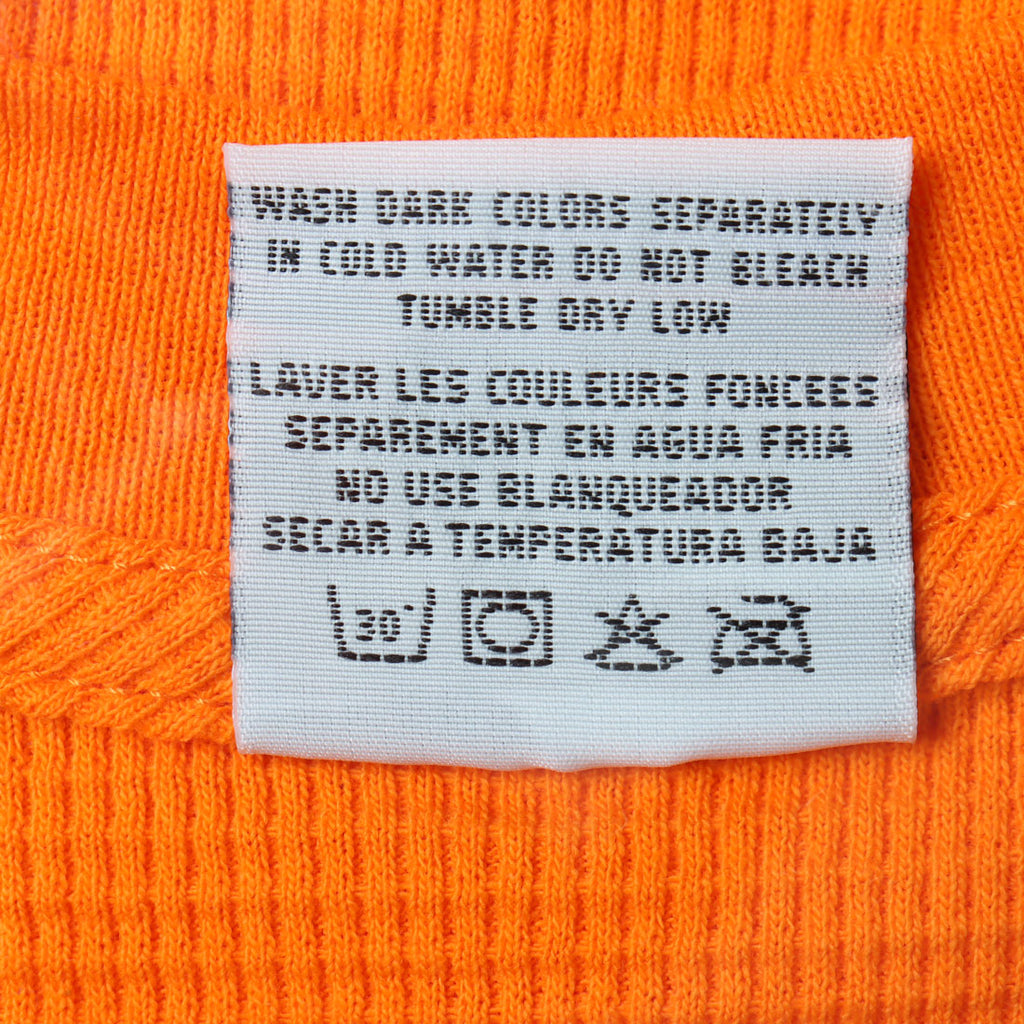 WASH DARK COLORS SEPARATELY
IN COLD WATER DO NOT BLEACH
TUMBLE DRY LOW
LAVER LES COULEURS FONCEES
SEPAREMENT EN AGUA FRIA
NO USE BLANQUEADOR
SECAR A TEMPERATURA BAJA
30°